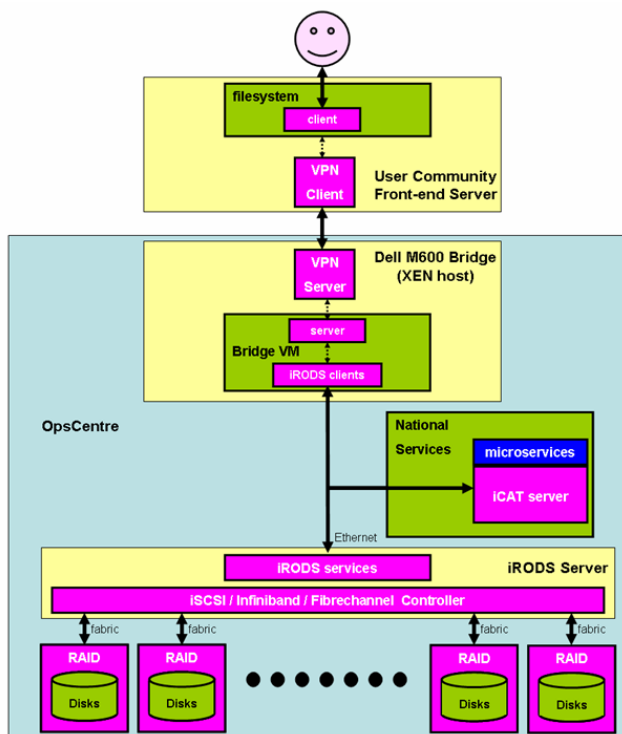 filesystem
client
VPN
Client
User Community
Front-end Server
VPN
Server
Dell M600 Bridge
(XEN host)
server
Bridge VM
iRODS clients
OpsCentre
National
Services
microservices
iCAT server
Ethernet
iRODS services
iRODS Server
iSCSI / Infiniband / Fibrechannel Controller
fabric
fabric
fabric
fabric
RAID
RAID
RAID
RAID
Disks
Disks
Disks
Disks